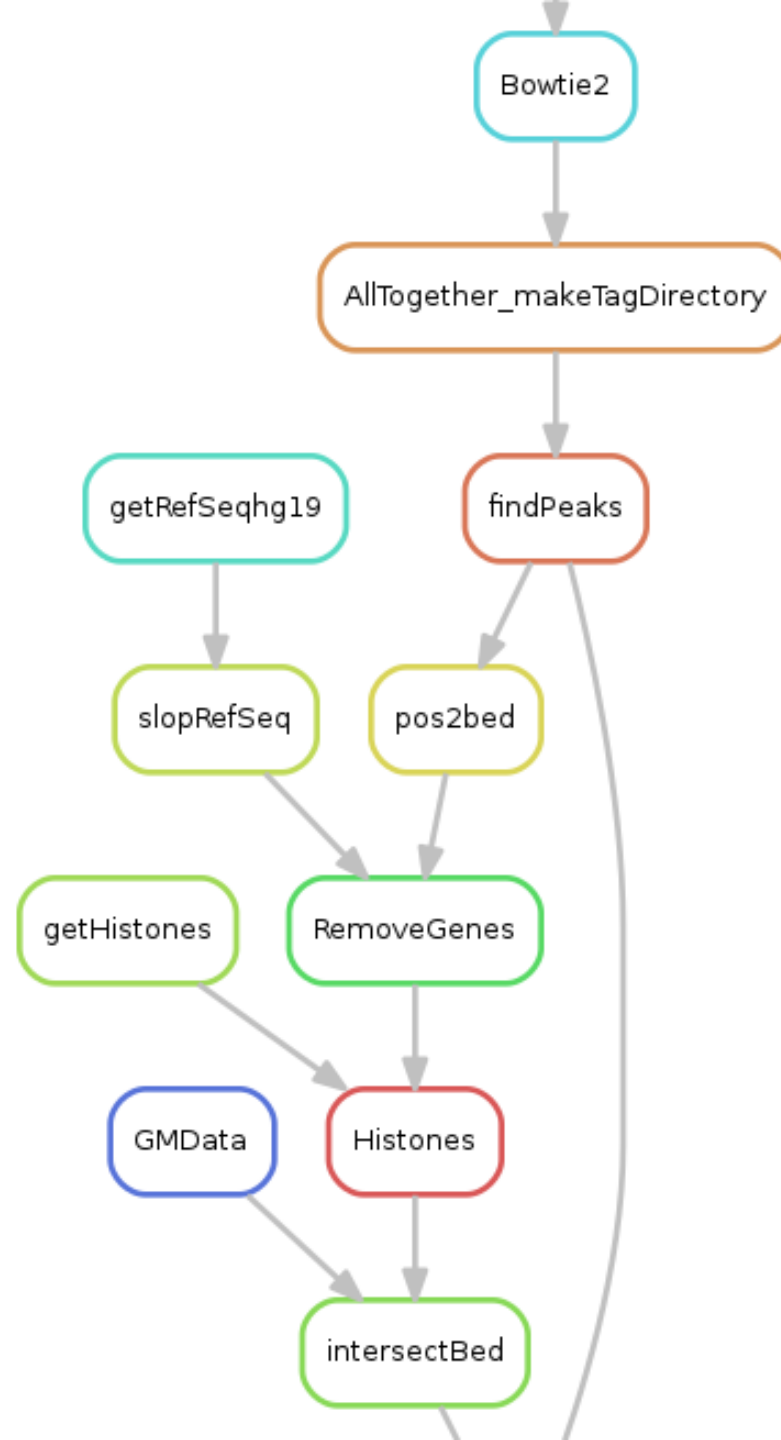 Bowtie2
AllTogether_makeTagDirectory
getRefSeqhg19
findPeaks
slopRefSeq
pos2bed
getHistones
RemoveGenes
GMData
Histones
intersectBed